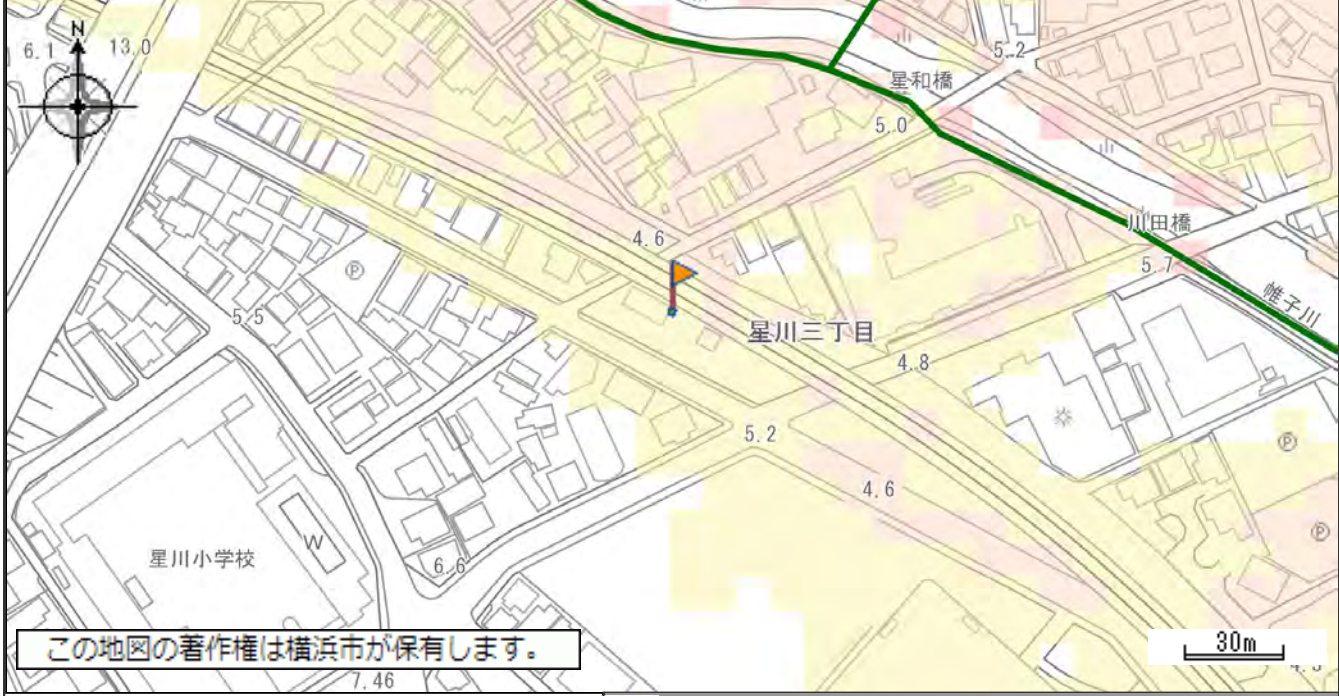 N
6.1
13.0
5.2
星和橋
5.0
川田橋
4.6
5.7
帷子川
Ⓟ
5.5
星川三丁目
4.8
5.2
Ⓟ
4.6
Ⓟ
W
星川小学校
6.6
この地図の著作権は横浜市が保有します。
30m
7.46